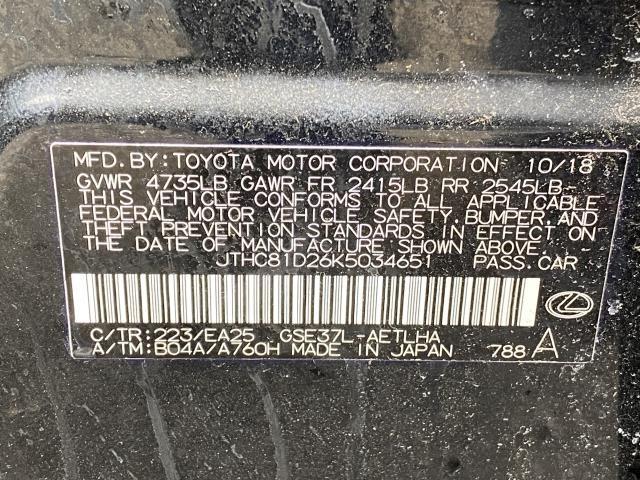 MFD. BY: TOYOTA MOTOR CORPORATION 10/18
GVWR 4735LB GAWR FR 2415LB RR 2545LB
THIS VEHICLE CONFORMS TO ALL APPLICABLE
FEDERAL MOTOR VEHICLE SAFETY, BUMPER, AND
THEFT PREVENTION STANDARDS IN EFFECT ON
THE DATE OF MANUFACTURE SHOWN ABOVE.
JTHC81D26K5034651 PASS. CAR
C/TR: 223/EA25 GSE37L-AETLHA
A/TM: B04A/A760H MADE IN JAPAN 788 A